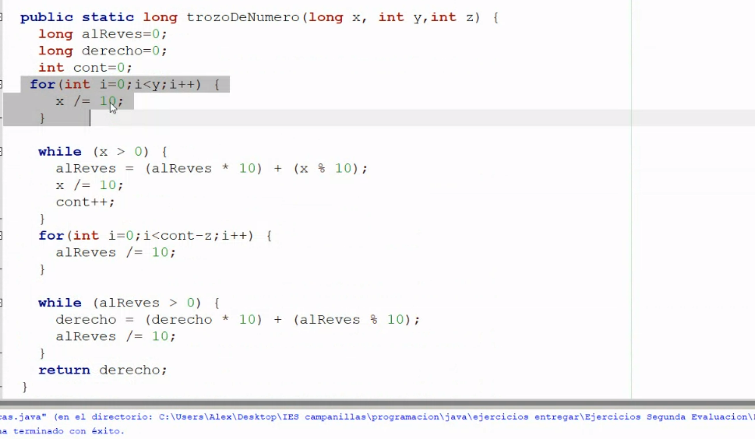 public static long trozoDeNumero(long x, int y,int z) {
long alReves=0;
long derecho=0;
int cont=0;
for(int i=0;i<y;i++) {
x /= 10;
}
while (x > 0) {
alReves = (alReves * 10) + (x % 10);
x /= 10;
cont++;
}
for(int i=0;i<cont-z;i++) {
alReves /= 10;
}
while (alReves > 0) {
derecho = (derecho * 10) + (alReves % 10);
alReves /= 10;
}
return derecho;
}
cas.java" (en el directorio: C:\Users\Alex\Desktop\IES campanillas\programacion\java\ejercicios entregar\Ejercicios Segunda Evaluacion\
ha terminado con éxito.